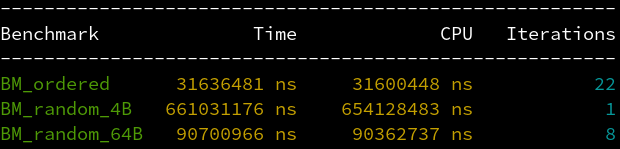 -------------------------------------------------------
Benchmark             Time             CPU   Iterations
-------------------------------------------------------
BM_ordered      31636481 ns     31600448 ns           22
BM_random_4B   661031176 ns    654128483 ns            1
BM_random_64B   90700966 ns     90362737 ns            8